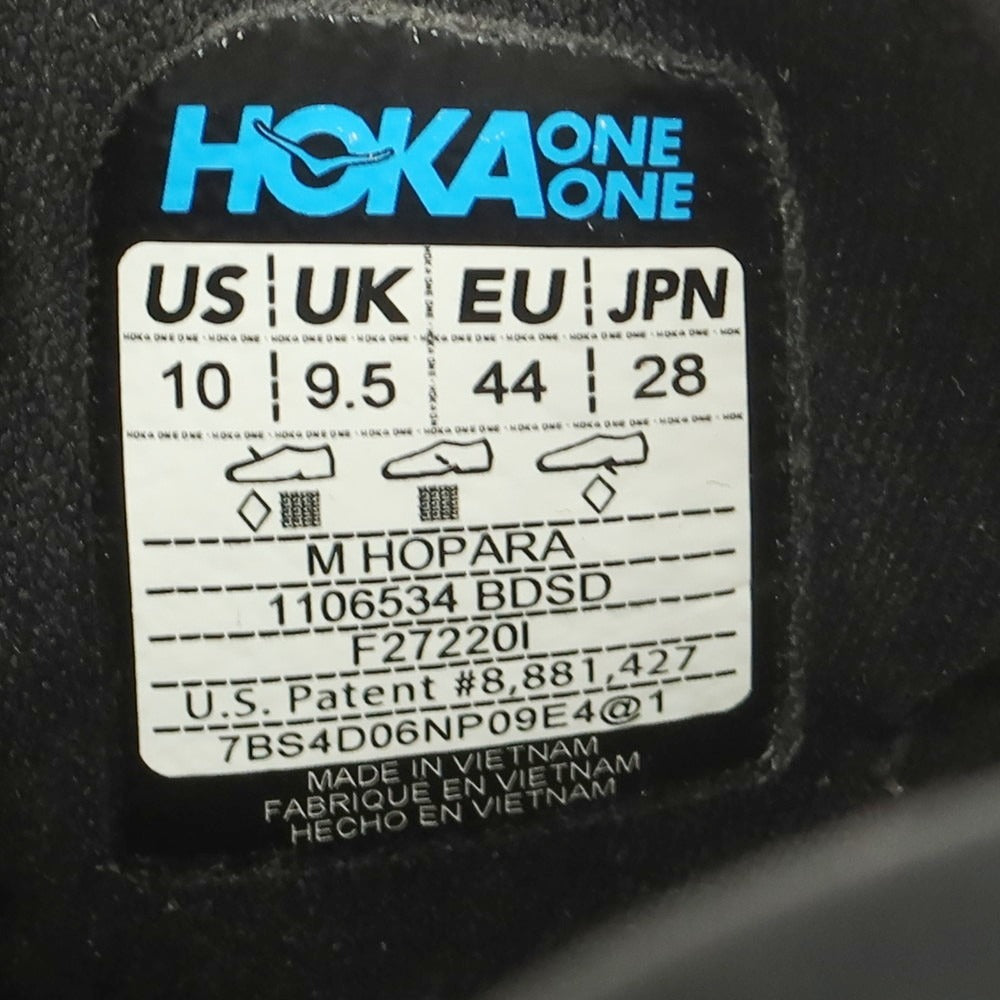 HOKA ONE ONE
US UK EU JPN
10 9.5 44 28
M HOPARA
1106534 BDSD
F27220I
U.S. Patent #8,881,427
7BS4D06NP09E4@1
MADE IN VIETNAM
FABRIQUE EN VIETNAM
HECHO EN VIETNAM